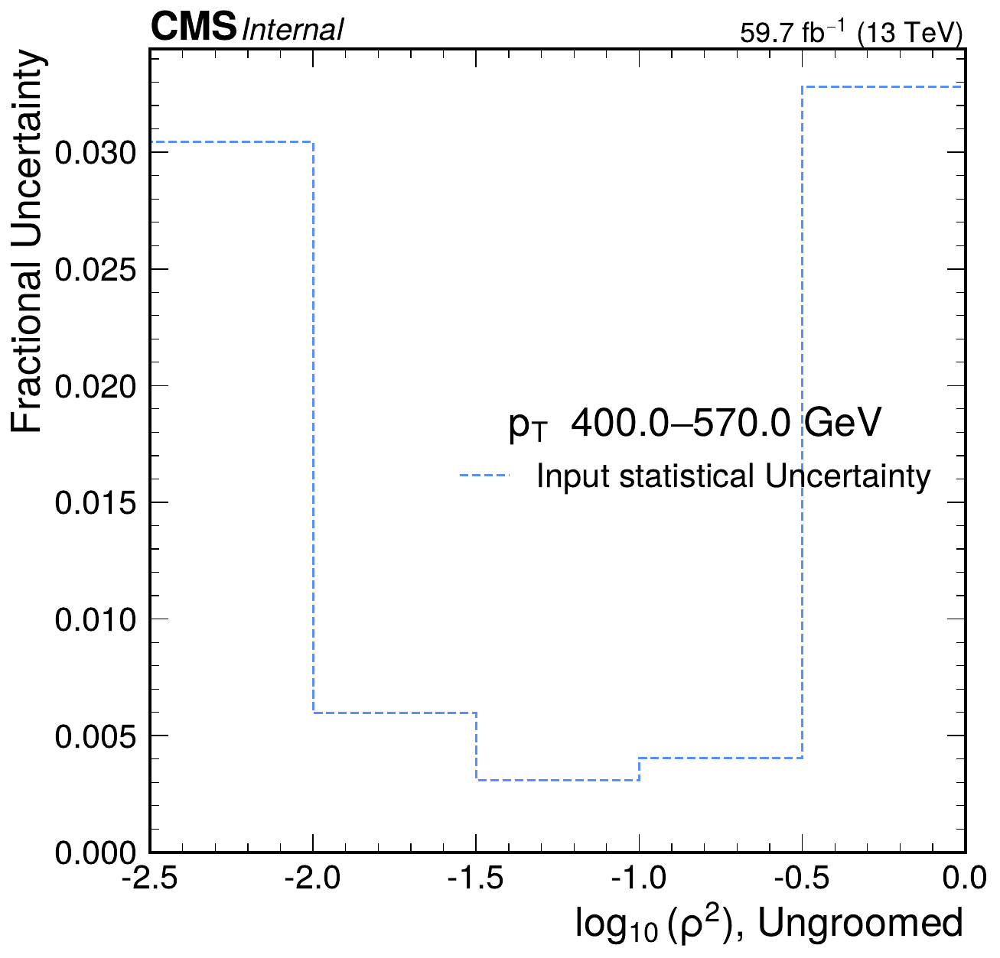 CMS Internal
59.7 fb⁻¹ (13 TeV)
Fractional Uncertainty
0.030
0.025
0.020
0.015
0.010
0.005
0.000
p_T 400.0–570.0 GeV
Input statistical Uncertainty
-2.5 -2.0 -1.5 -1.0 -0.5 0.0
log₁₀ (ρ²), Ungroomed